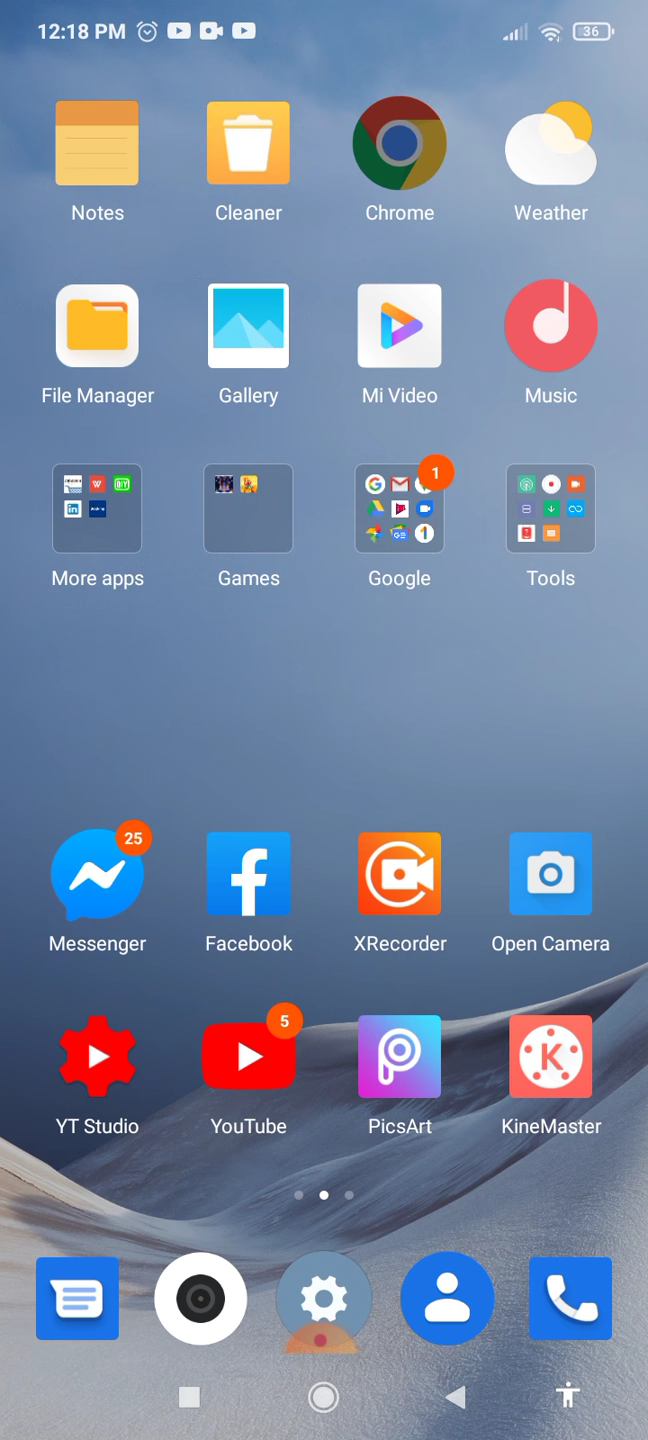 12:18 PM 36
Notes Cleaner Chrome Weather
File Manager Gallery Mi Video Music
1
More apps Games Google Tools
25
Messenger Facebook XRecorder Open Camera
5
YT Studio YouTube PicsArt KineMaster